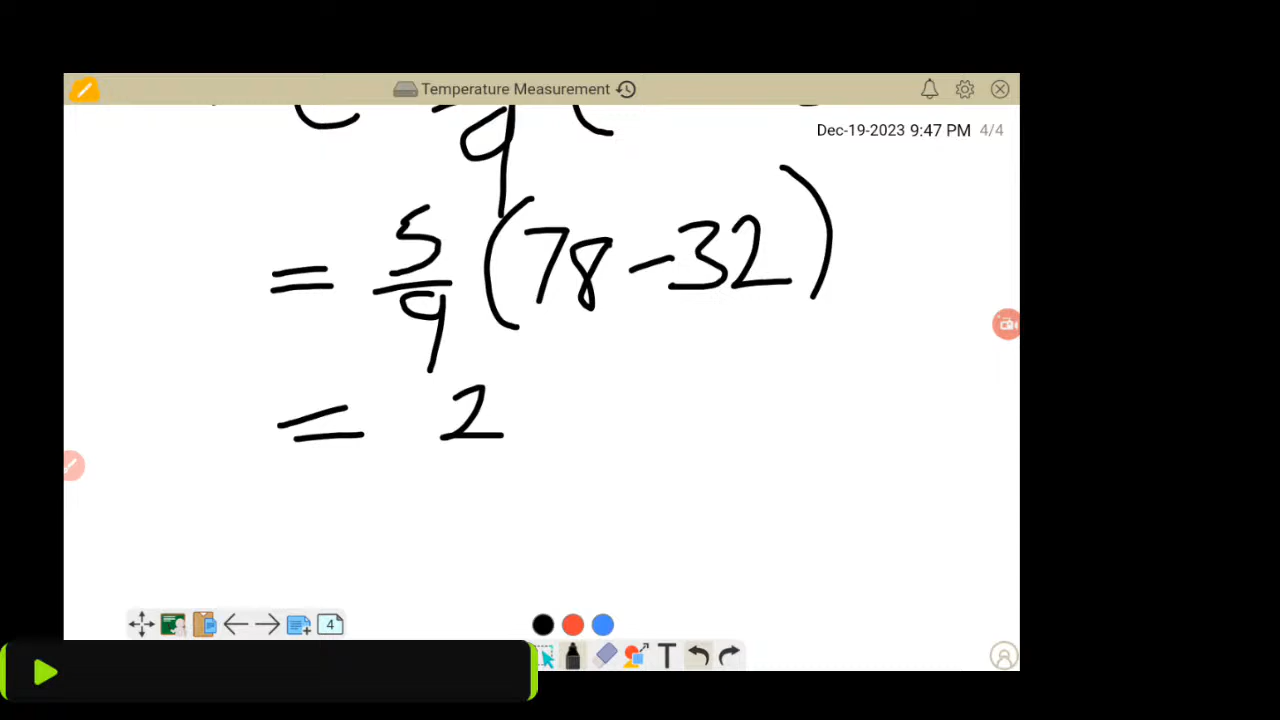 Temperature Measurement
Dec-19-2023 9:47 PM 4/4
= 5/9 (78-32)
= 2
4
T